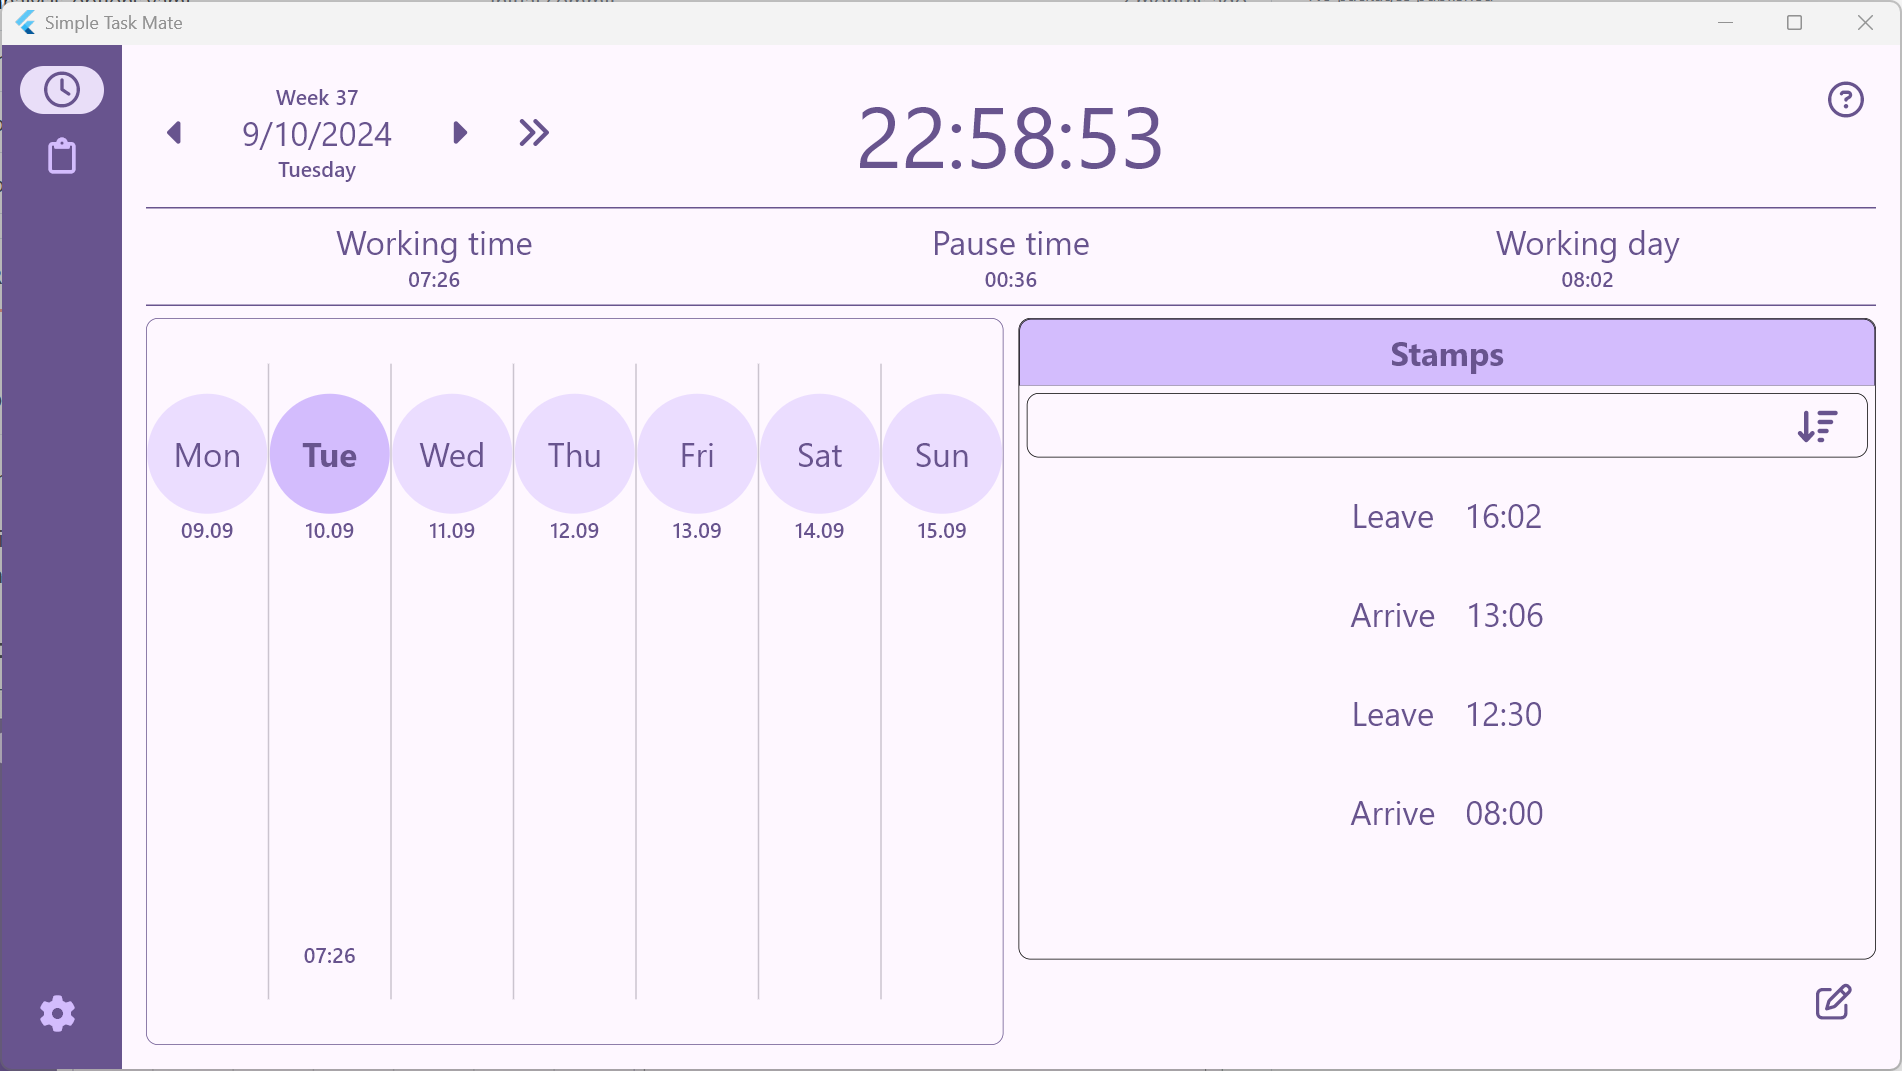 Simple Task Mate
Week 37
9/10/2024
Tuesday
22:58:53
Working time
07:26
Pause time
00:36
Working day
08:02
Mon
09.09
Tue
10.09
Wed
11.09
Thu
12.09
Fri
13.09
Sat
14.09
Sun
15.09
07:26
Stamps
Leave 16:02
Arrive 13:06
Leave 12:30
Arrive 08:00